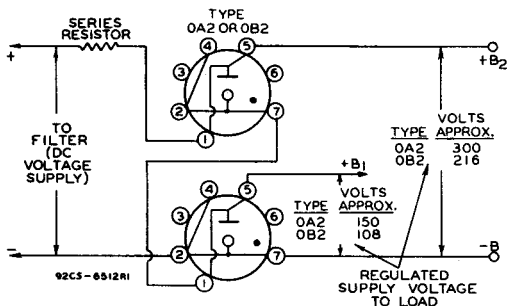 SERIES
RESISTOR
TYPE
0A2 OR 0B2
4
5
3
6
2
7
1
+
+B2
TO
FILTER
(DC
VOLTAGE
SUPPLY)
TYPE VOLTS APPROX.
0A2 300
0B2 216
+B1
4
5
3
6
2
7
1
TYPE VOLTS APPROX.
0A2 150
0B2 108
-
-B
92CS-6512R1
REGULATED
SUPPLY VOLTAGE
TO LOAD